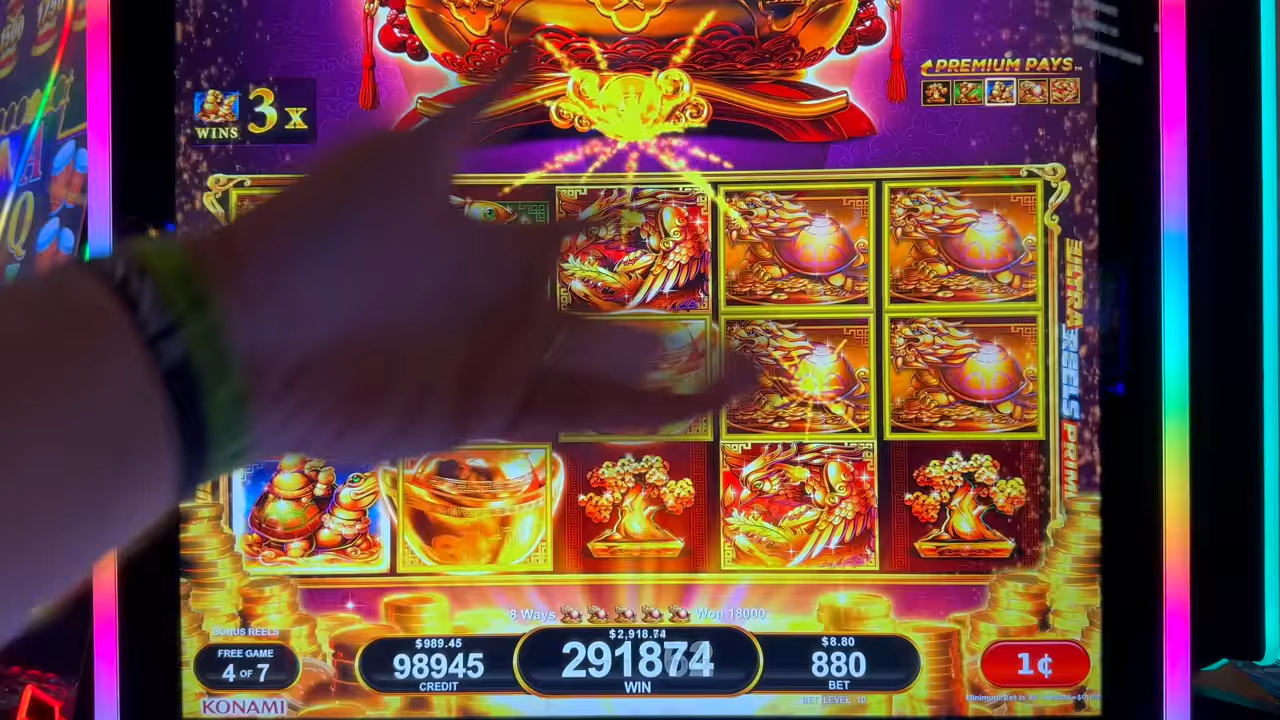 PREMIUM PAYS™
3x
WINS
ULTRA REELS PRIME
8 Ways Won 18000
BONUS REELS
FREE GAME
4 OF 7
$989.45
98945
CREDIT
$2,918.74
WIN
$8.80
880
BET
BET LEVEL 10
1¢
KONAMI